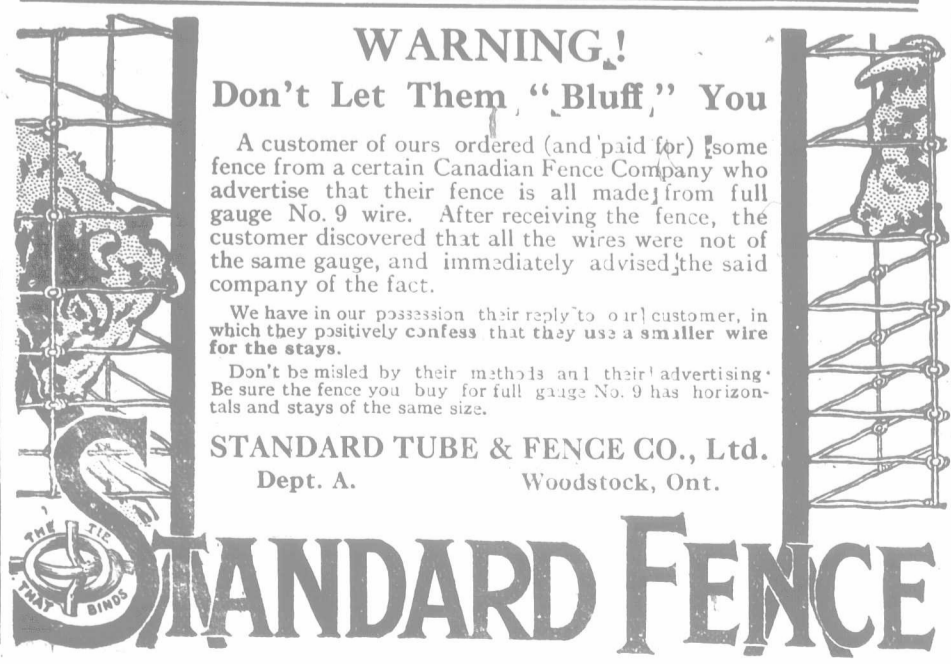 WARNING!
Don't Let Them "Bluff" You
A customer of ours ordered (and paid for) some
fence from a certain Canadian Fence Company who
advertise that their fence is all made from full
gauge No. 9 wire. After receiving the fence, the
customer discovered that all the wires were not of
the same gauge, and immediately advised the said
company of the fact.
We have in our possession their reply to our customer, in
which they positively confess that they use a smaller wire
for the stays.
Don't be misled by their methods and their advertising.
Be sure the fence you buy for full gauge No. 9 has horizon-
tals and stays of the same size.
STANDARD TUBE & FENCE CO., Ltd.
Dept. A. Woodstock, Ont.
THE TIE
THAT BINDS
STANDARD FENCE